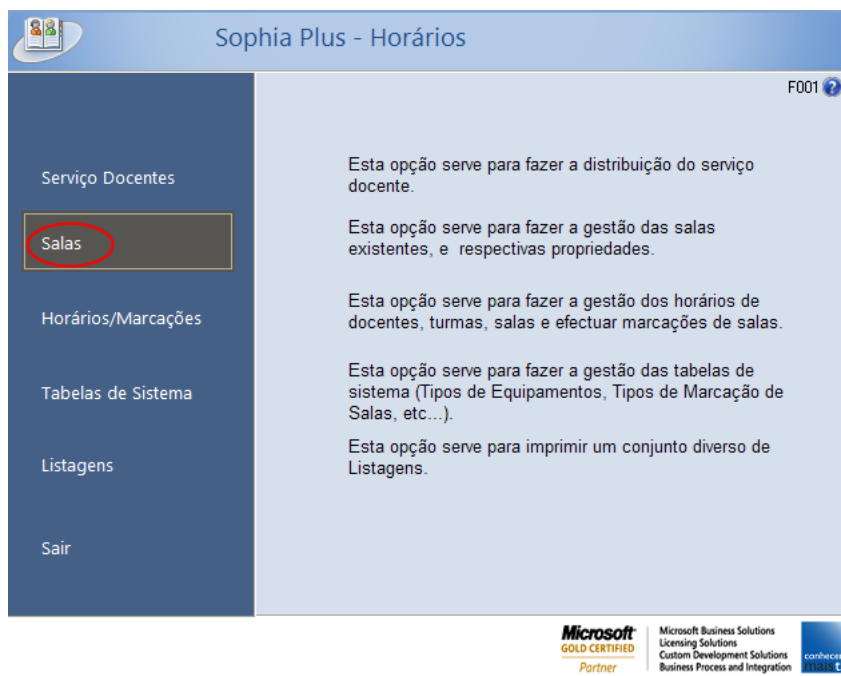 Sophia Plus - Horários
F001
Serviço Docentes
Esta opção serve para fazer a distribuição do serviço
docente.
Salas
Esta opção serve para fazer a gestão das salas
existentes, e respectivas propriedades.
Horários/Marcações
Esta opção serve para fazer a gestão dos horários de
docentes, turmas, salas e efectuar marcações de salas.
Tabelas de Sistema
Esta opção serve para fazer a gestão das tabelas de
sistema (Tipos de Equipamentos, Tipos de Marcação de
Salas, etc...).
Listagens
Esta opção serve para imprimir um conjunto diverso de
Listagens.
Sair
Microsoft
GOLD CERTIFIED
Partner
Microsoft Business Solutions
Licensing Solutions
Custom Development Solutions
Business Process and Integration